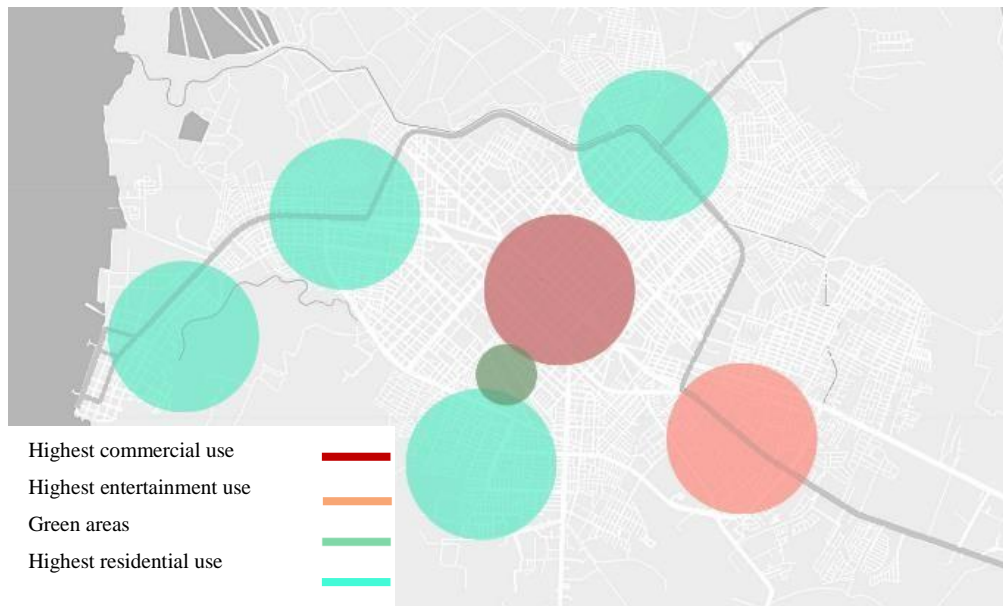 Highest commercial use
Highest entertainment use
Green areas
Highest residential use